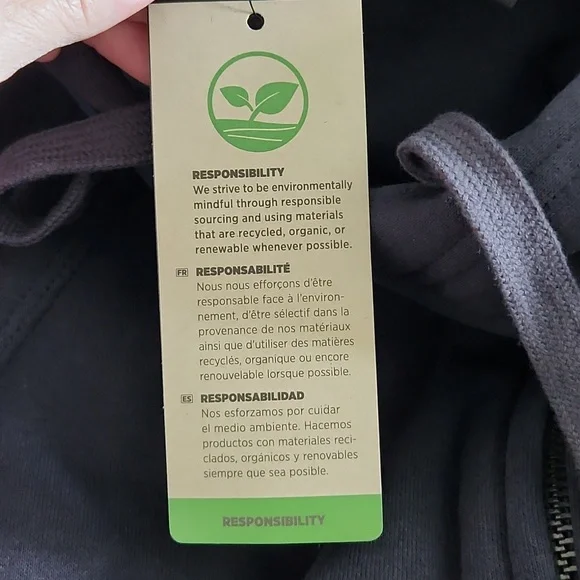 RESPONSIBILITY
We strive to be environmentally
mindful through responsible
sourcing and using materials
that are recycled, organic, or
renewable whenever possible.
FR RESPONSABILITÉ
Nous nous efforçons d'être
responsable face à l'environ-
nement, d'être sélectif dans la
provenance de nos matériaux
ainsi que d'utiliser des matières
recyclés, organique ou encore
renouvelable lorsque possible.
ES RESPONSABILIDAD
Nos esforzamos por cuidar
el medio ambiente. Hacemos
productos con materiales reci-
clados, orgánicos y renovables
siempre que sea posible.
RESPONSIBILITY